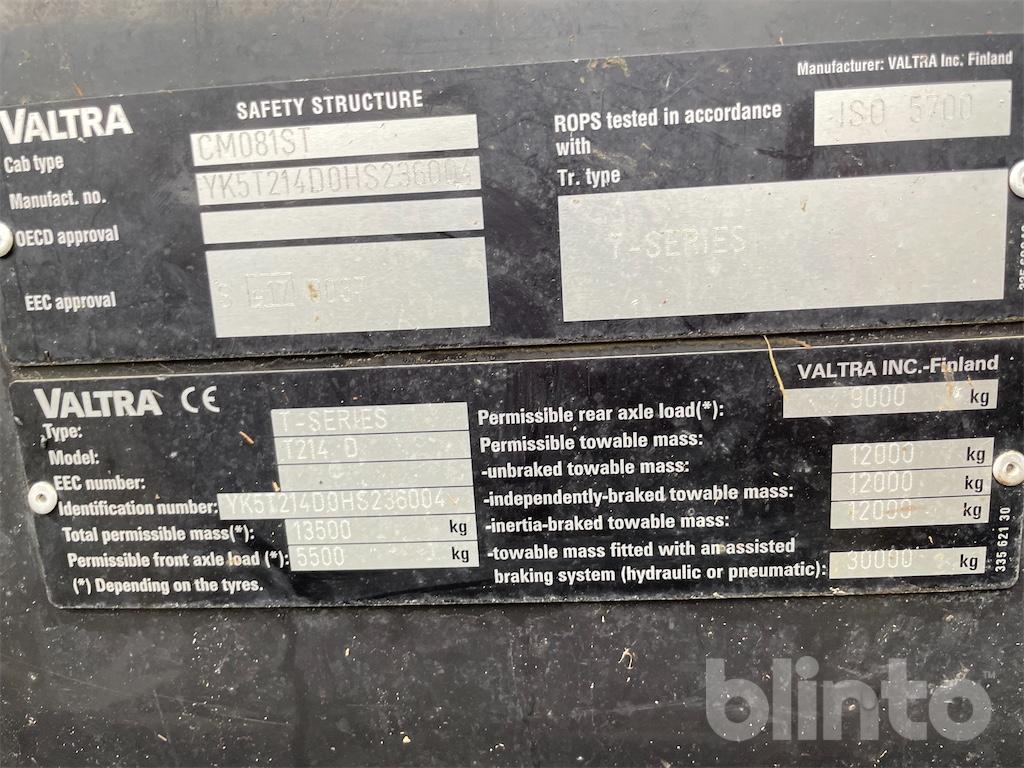 Manufacturer: VALTRA Inc. Finland
VALTRA
SAFETY STRUCTURE
Cab type CM081ST
Manufact. no. YK5T214D0HS236004
OECD approval
EEC approval S e17
ROPS tested in accordance
with ISO 5700
Tr. type
T-SERIES
VALTRA CE
VALTRA INC.-Finland
Type: T-SERIES
Model: T214 D
EEC number:
Identification number: YK5T214D0HS236004
Total permissible mass(*): 13500 kg
Permissible front axle load (*): 5500 kg
(*) Depending on the tyres.
Permissible rear axle load(*): 9000 kg
Permissible towable mass:
-unbraked towable mass: 12000 kg
-independently-braked towable mass: 12000
-inertia-braked towable mass: 12000 kg
-towable mass fitted with an assisted
braking system (hydraulic or pneumatic): 30000 kg
335 621 30
blinto™